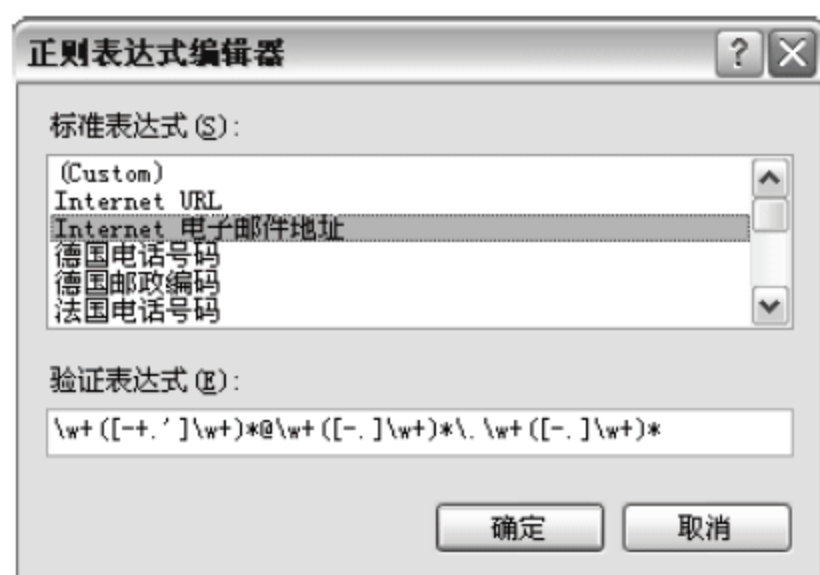 正则表达式编辑器
标准表达式(S):
(Custom)
Internet URL
Internet 电子邮件地址
德国电话号码
德国邮政编码
法国电话号码
验证表达式(E):
\w+([-+.']\w+)*@\w+([-.]\w+)*\.\w+([-.]\w+)*
确定 取消